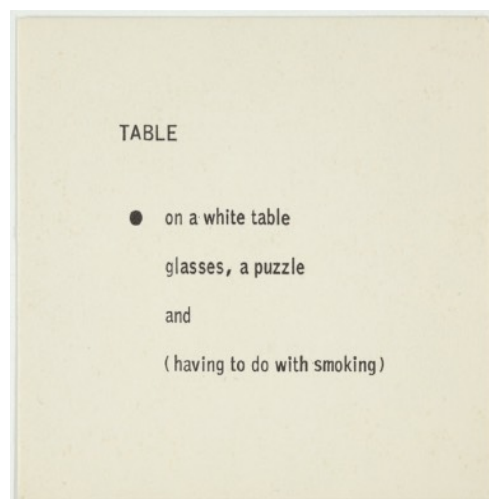 TABLE
● on a white table
glasses, a puzzle
and
(having to do with smoking)